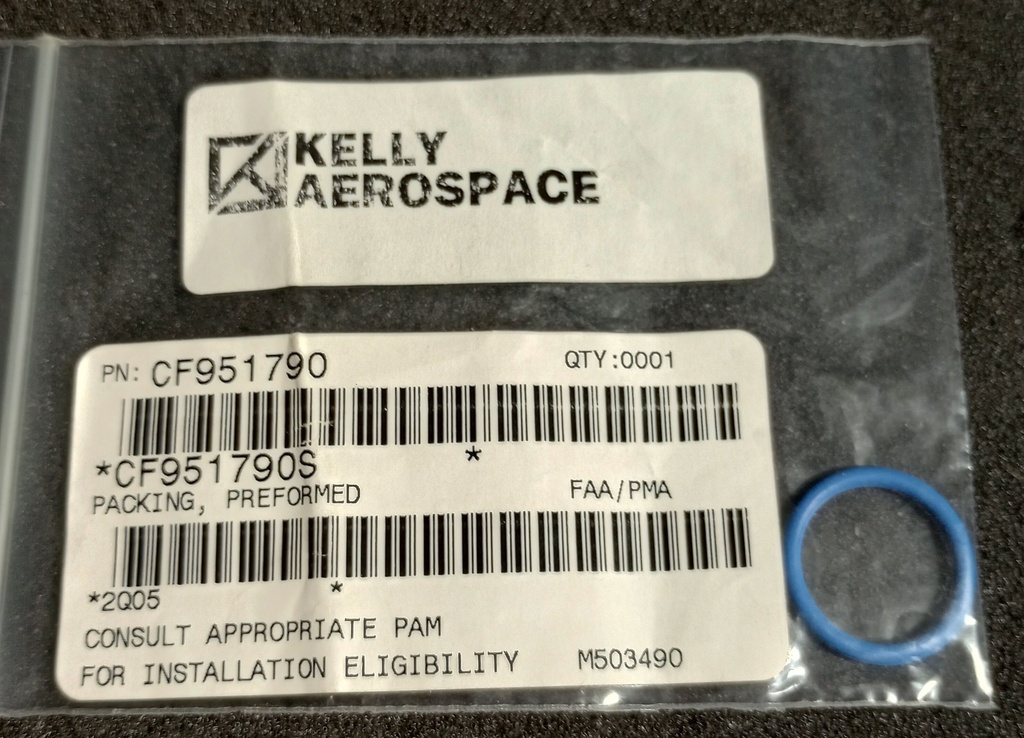 KELLY
AEROSPACE
PN: CF951790 QTY:0001
*CF951790S *
PACKING, PREFORMED FAA/PMA
*2Q05 *
CONSULT APPROPRIATE PAM
FOR INSTALLATION ELIGIBILITY M503490